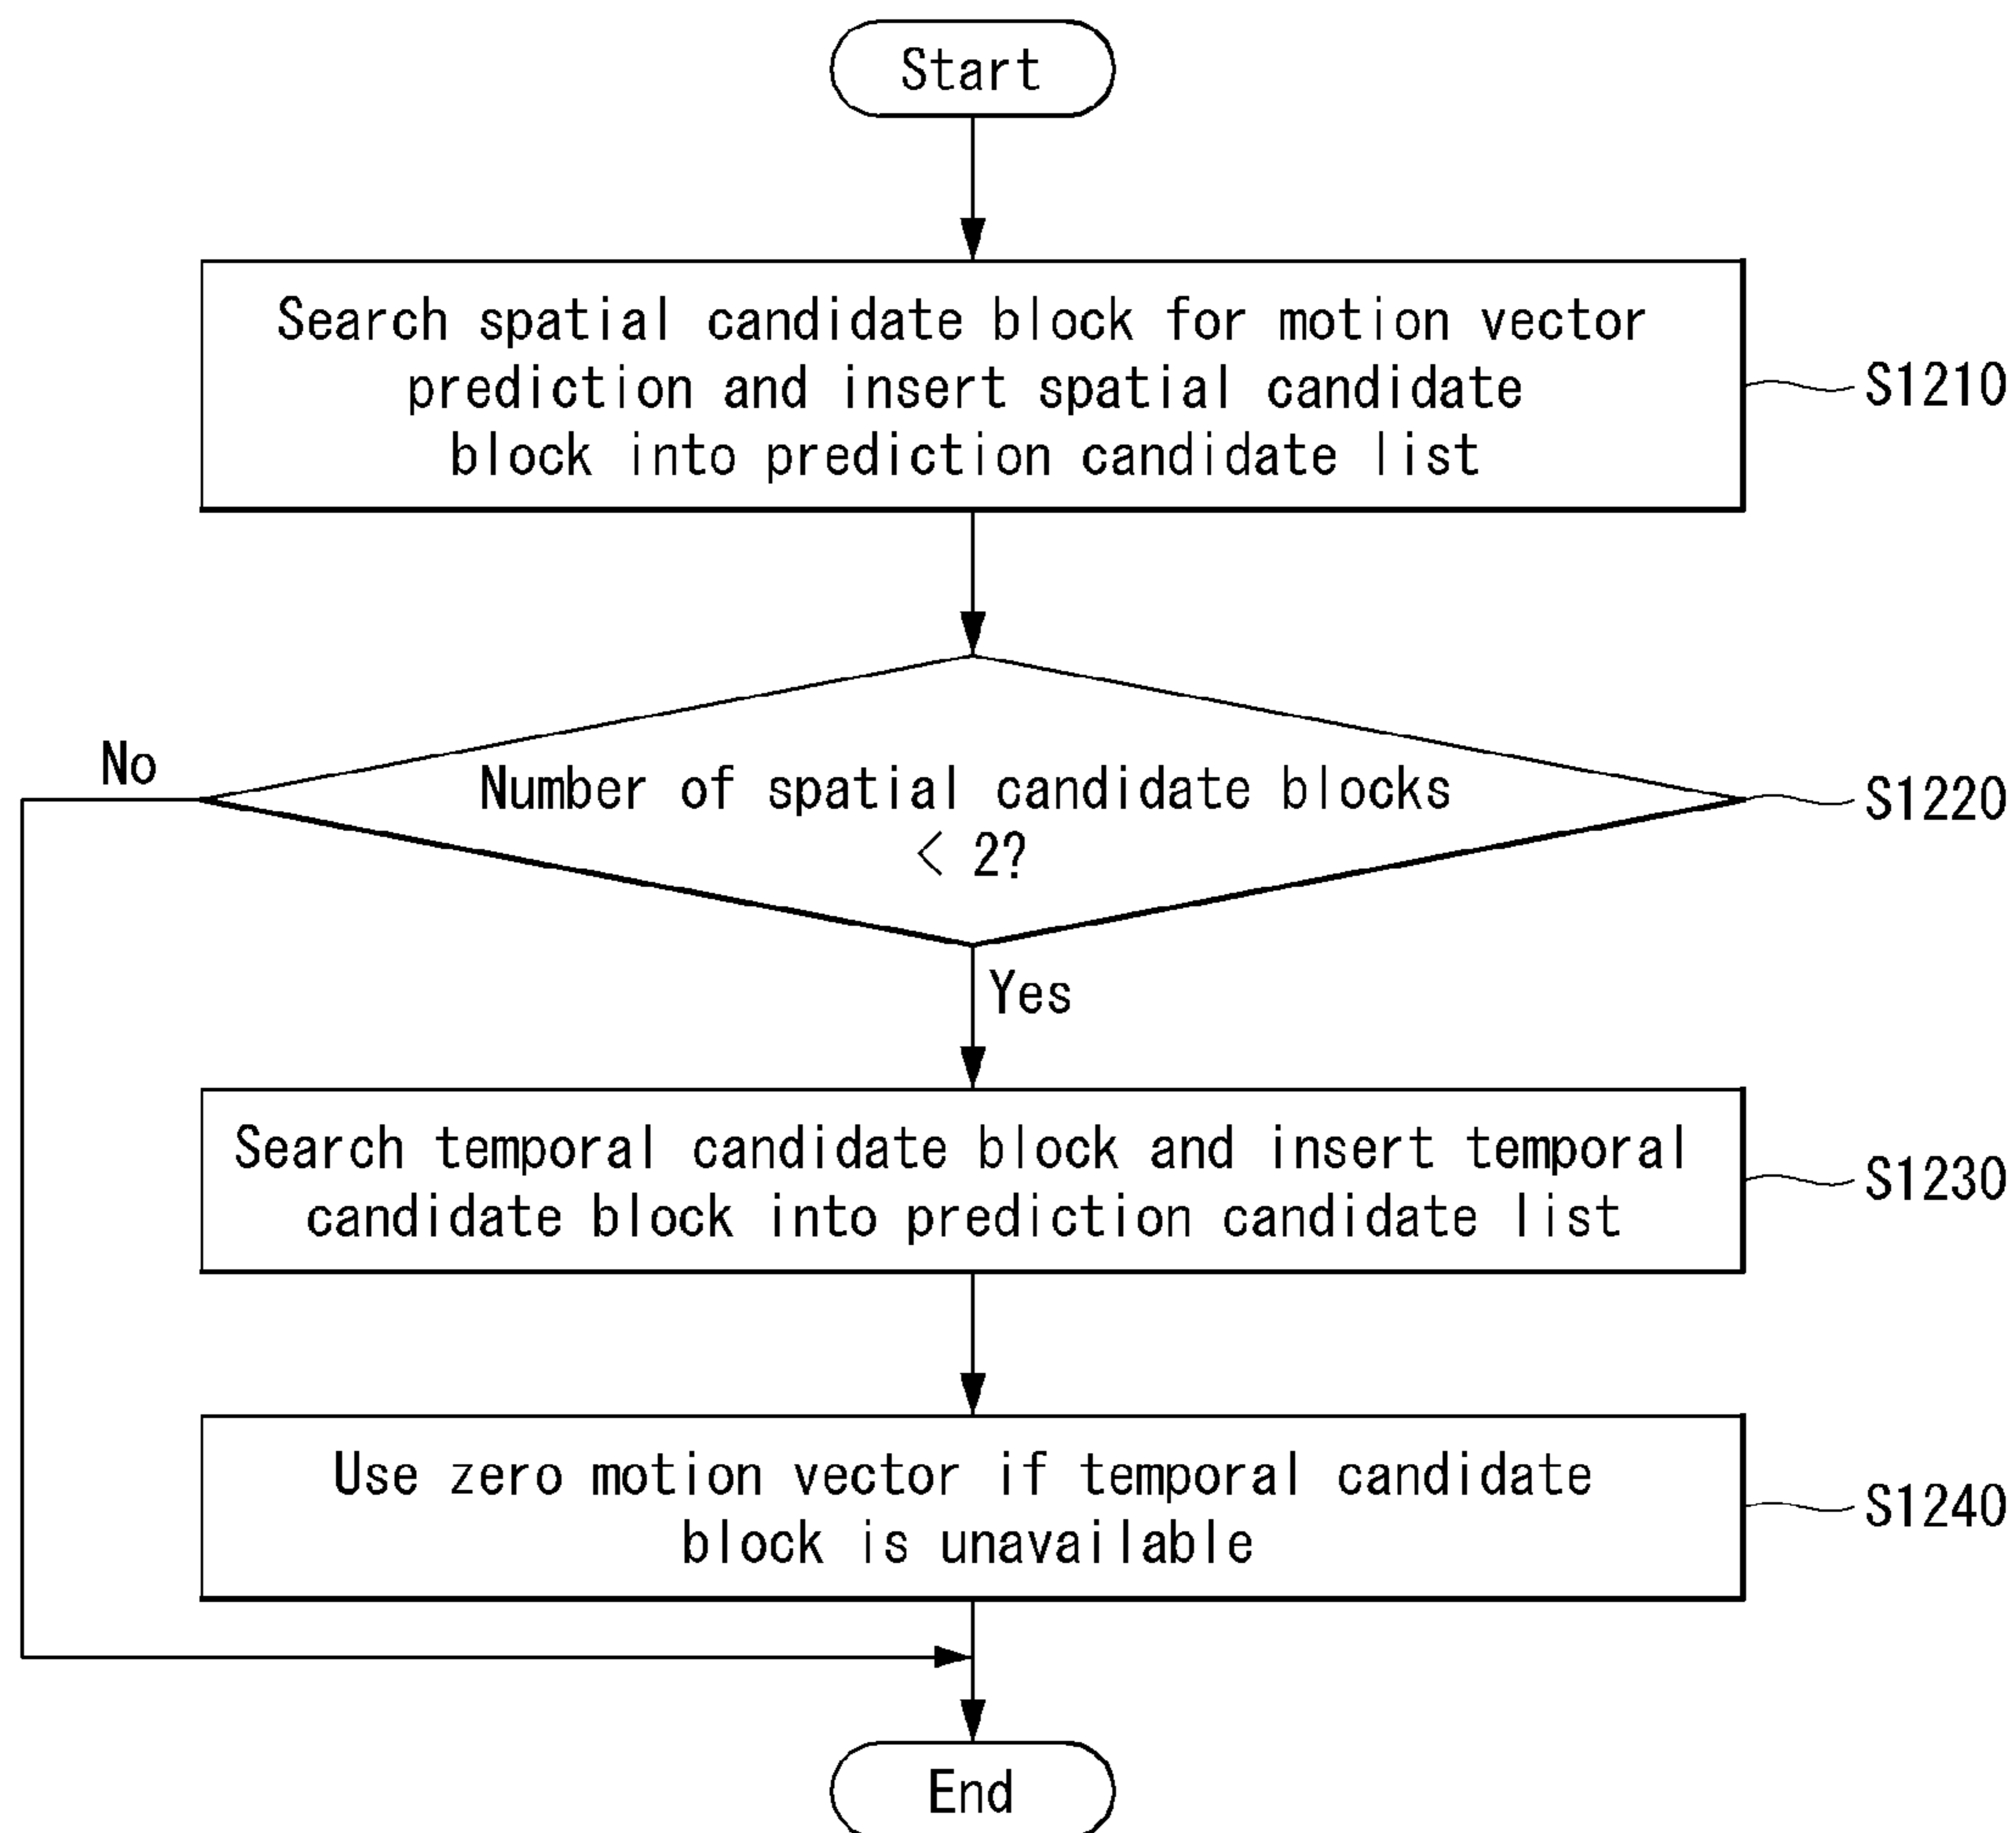 Start
Search spatial candidate block for motion vector
prediction and insert spatial candidate
block into prediction candidate list
S1210
No
Number of spatial candidate blocks
< 2?
S1220
Yes
Search temporal candidate block and insert temporal
candidate block into prediction candidate list
S1230
Use zero motion vector if temporal candidate
block is unavailable
S1240
End